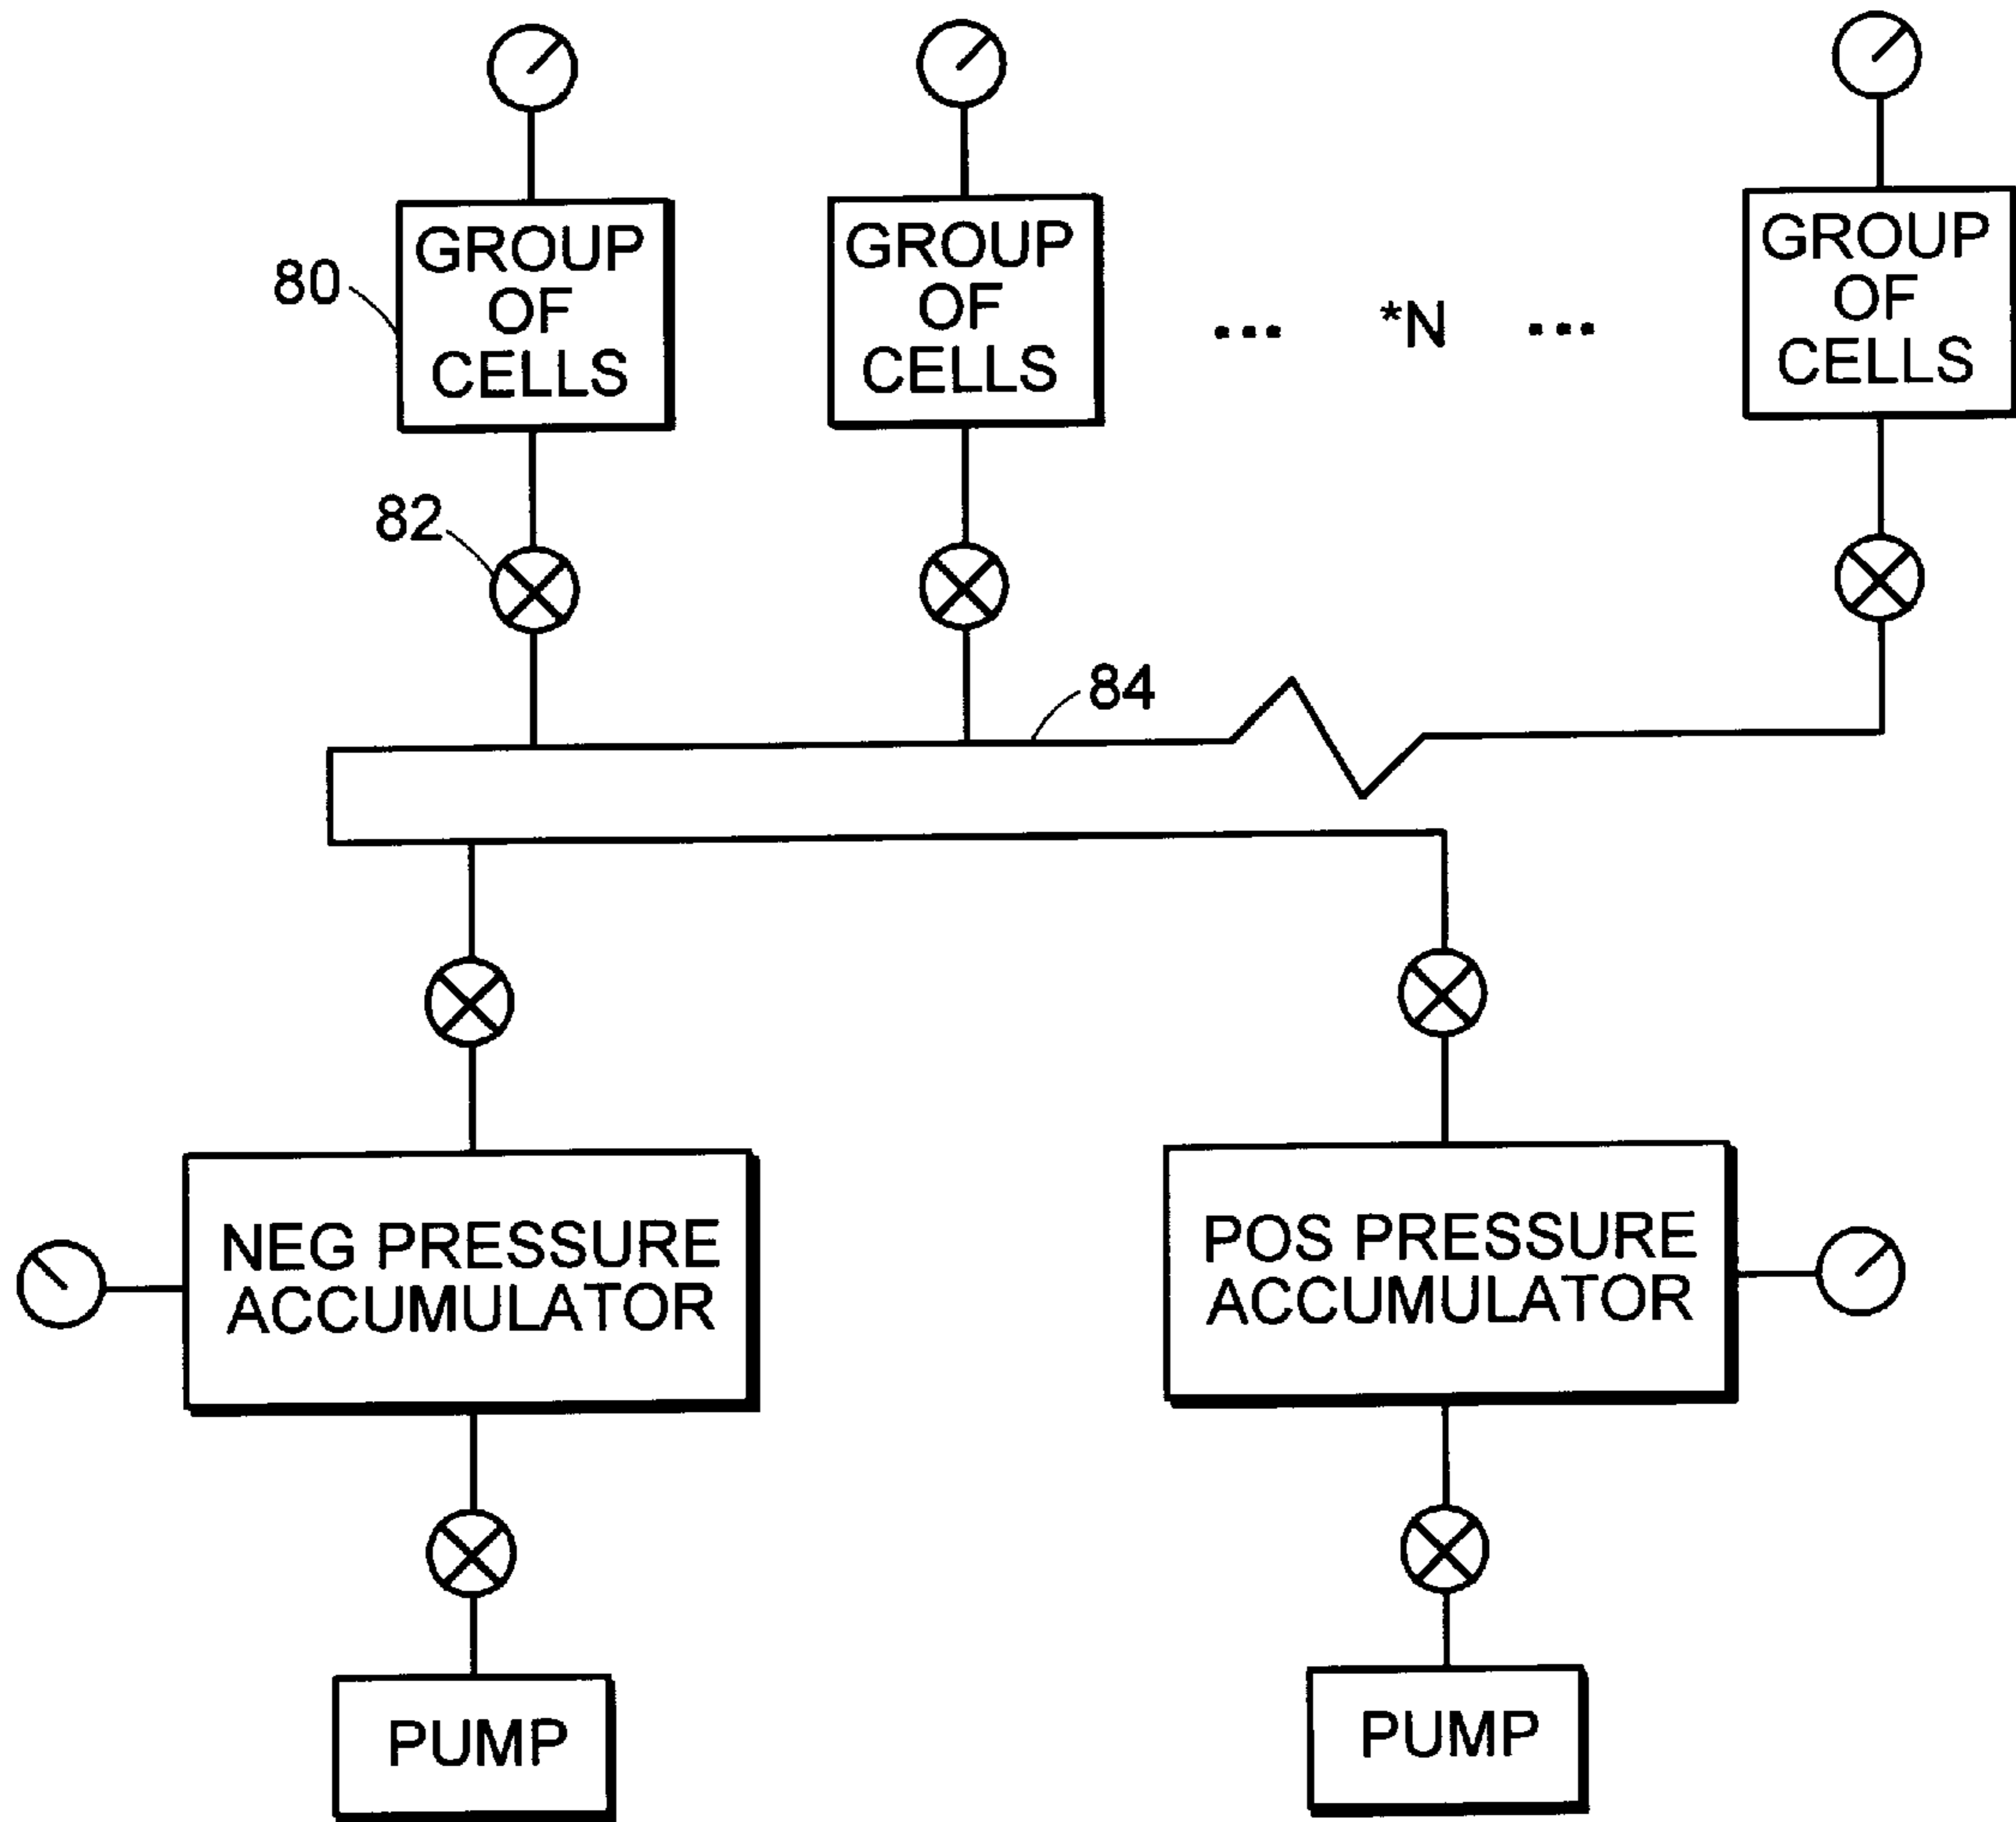 GROUP
OF
CELLS
GROUP
OF
CELLS
GROUP
OF
CELLS
80
... *N ...
82
84
NEG PRESSURE
ACCUMULATOR
POS PRESSURE
ACCUMULATOR
PUMP
PUMP